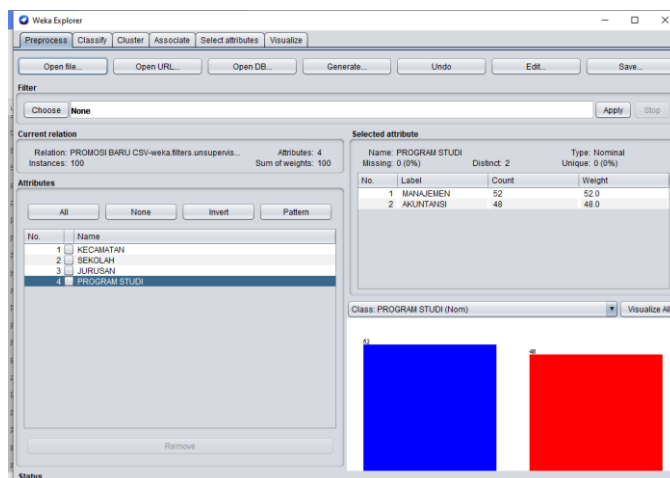 Weka Explorer
Preprocess Classify Cluster Associate Select attributes Visualize
Open file... Open URL... Open DB... Generate... Undo Edit... Save...
Filter
Choose None Apply Stop
Current relation
Relation: PROMOSI BARU CSV-weka.filters.unsupervis... Attributes: 4
Instances: 100 Sum of weights: 100
Attributes
All None Invert Pattern
No. Name
1 KECAMATAN
2 SEKOLAH
3 JURUSAN
4 PROGRAM STUDI
Remove
Status
Selected attribute
Name: PROGRAM STUDI Type: Nominal
Missing: 0 (0%) Distinct: 2 Unique: 0 (0%)
No. Label Count Weight
1 MANAJEMEN 52 52.0
2 AKUNTANSI 48 48.0
Class: PROGRAM STUDI (Nom) Visualize All
52
48